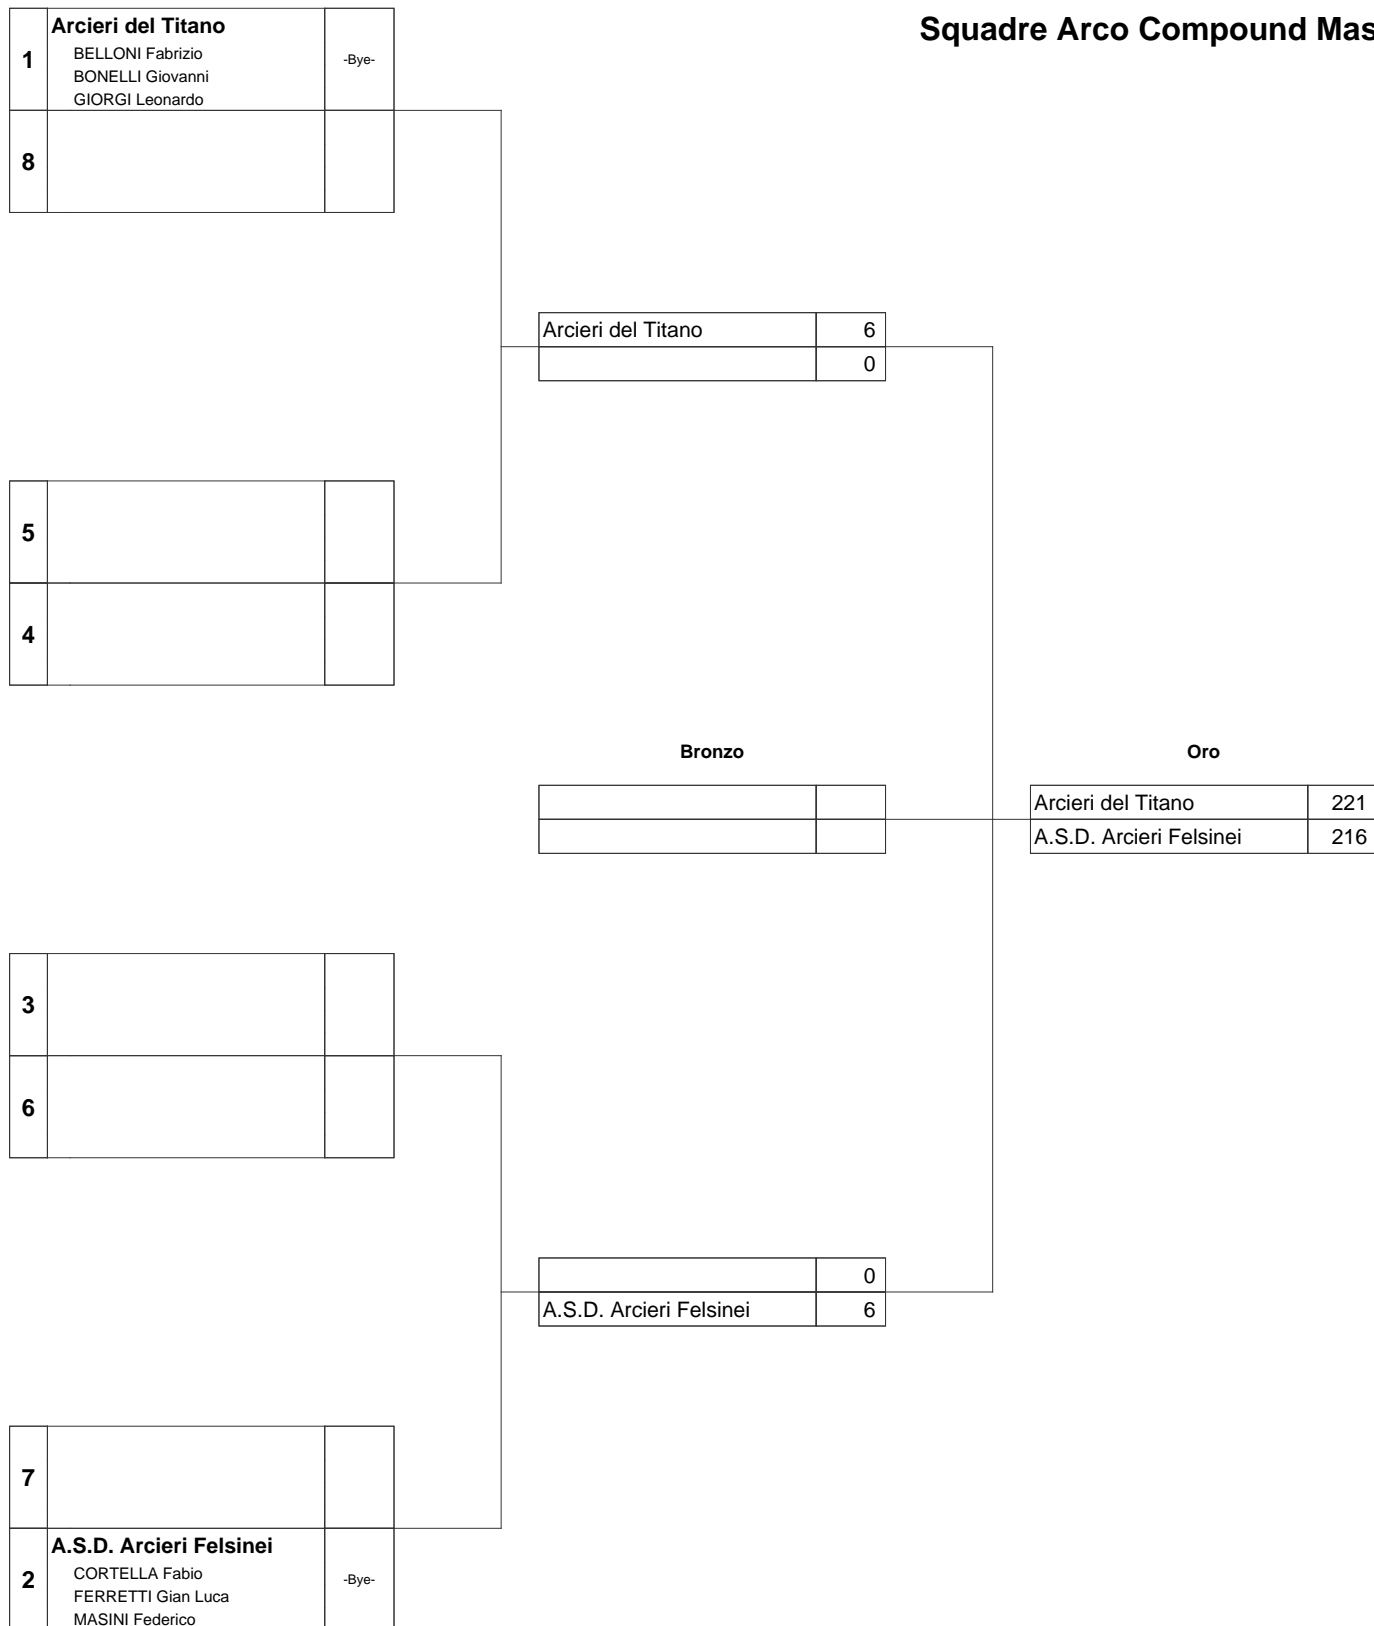 Squadre Arco Compound Mas
1
Arcieri del Titano
BELLONI Fabrizio
BONELLI Giovanni
GIORGI Leonardo
-Bye-
8
Arcieri del Titano 6
0
5
4
Bronzo
Oro
Arcieri del Titano 221
A.S.D. Arcieri Felsinei 216
3
6
0
A.S.D. Arcieri Felsinei 6
7
2
A.S.D. Arcieri Felsinei
CORTELLA Fabio
FERRETTI Gian Luca
MASINI Federico
-Bye-